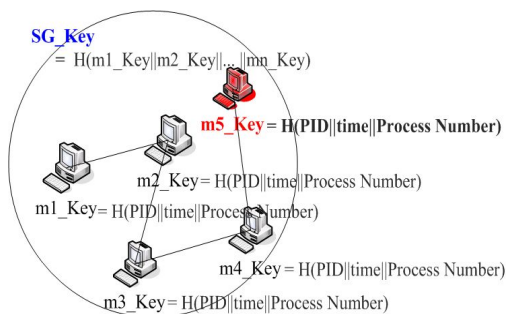 SG_Key
= H(m1_Key||m2_Key||... ||mn_Key)
m5_Key = H(PID||time||Process Number)
m2_Key = H(PID||time||Process Number)
m1_Key = H(PID||time||Process Number)
m4_Key = H(PID||time||Process Number)
m3_Key = H(PID||time||Process Number)